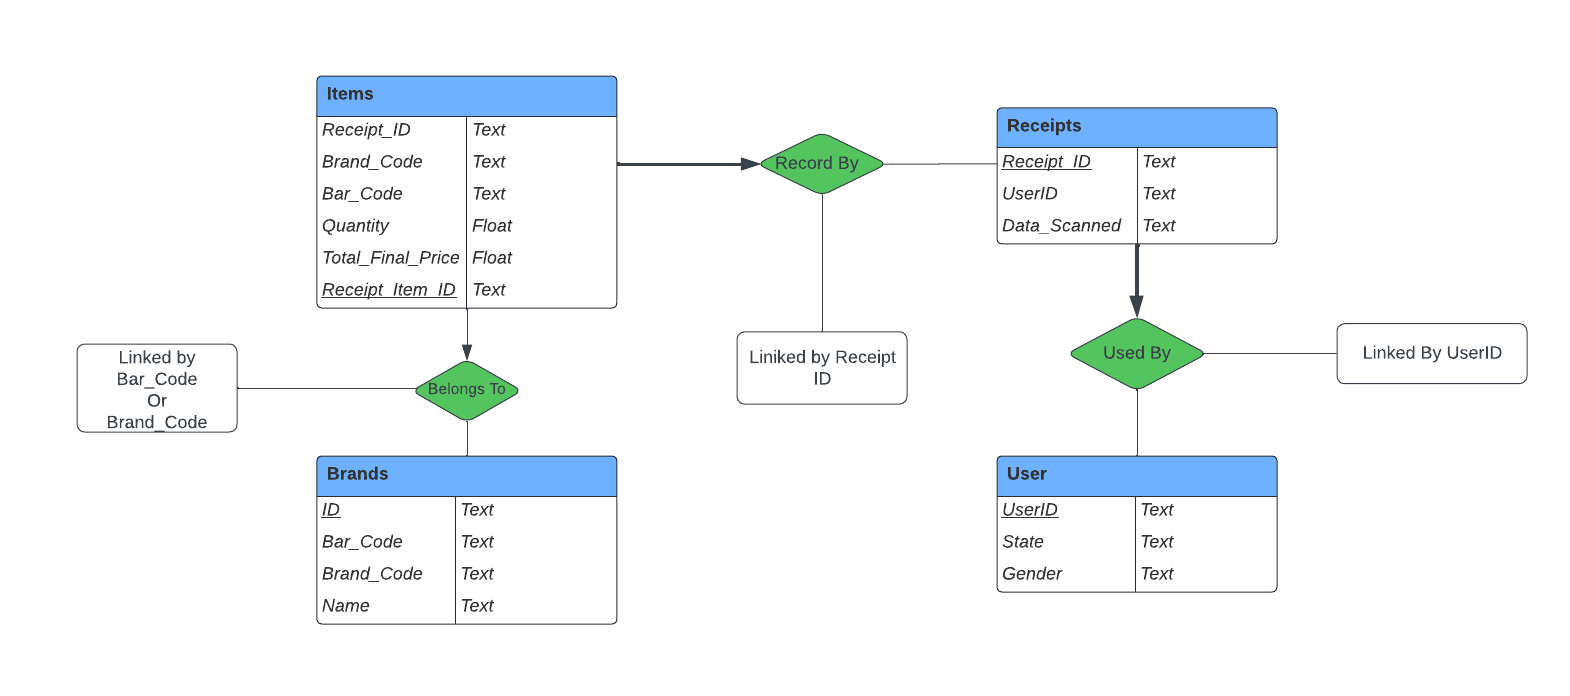 Items
Receipt_ID Text
Brand_Code Text
Bar_Code Text
Quantity Float
Total_Final_Price Float
Receipt_Item_ID Text
Record By
Receipts
Receipt_ID Text
UserID Text
Data_Scanned Text
Linked by
Bar_Code
Or
Brand_Code
Belongs To
Liniked by Receipt
ID
Used By
Linked By UserID
Brands
ID Text
Bar_Code Text
Brand_Code Text
Name Text
User
UserID Text
State Text
Gender Text